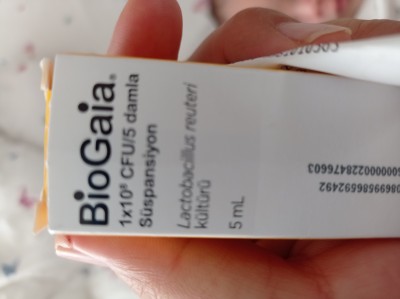 BioGaia®
1x10⁸ CFU/5 damla
Süspansiyon
Lactobacillus reuteri
kültürü
5 mL